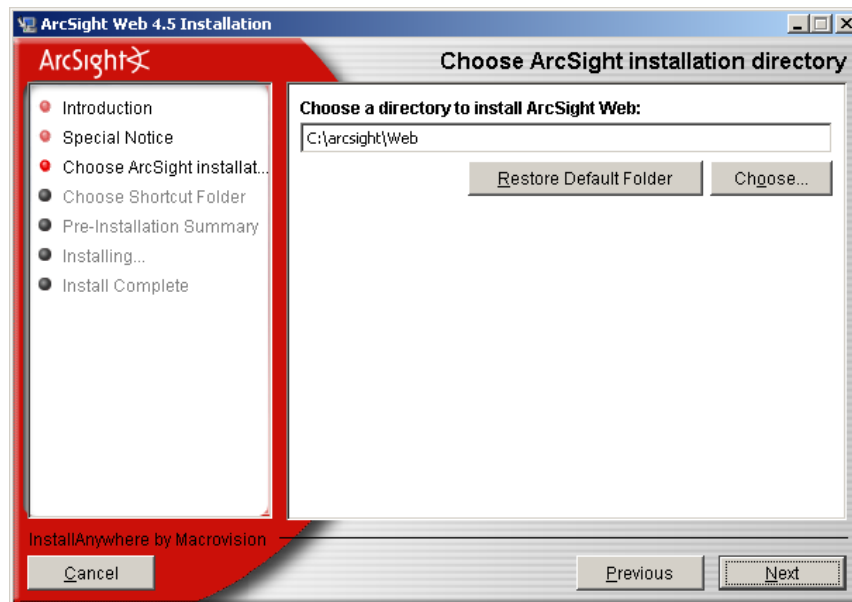 ArcSight Web 4.5 Installation
ArcSight
Choose ArcSight installation directory
Introduction
Special Notice
Choose ArcSight installat...
Choose Shortcut Folder
Pre-Installation Summary
Installing...
Install Complete
Choose a directory to install ArcSight Web:
C:\arcsight\Web
Restore Default Folder
Choose...
InstallAnywhere by Macrovision
Cancel
Previous
Next